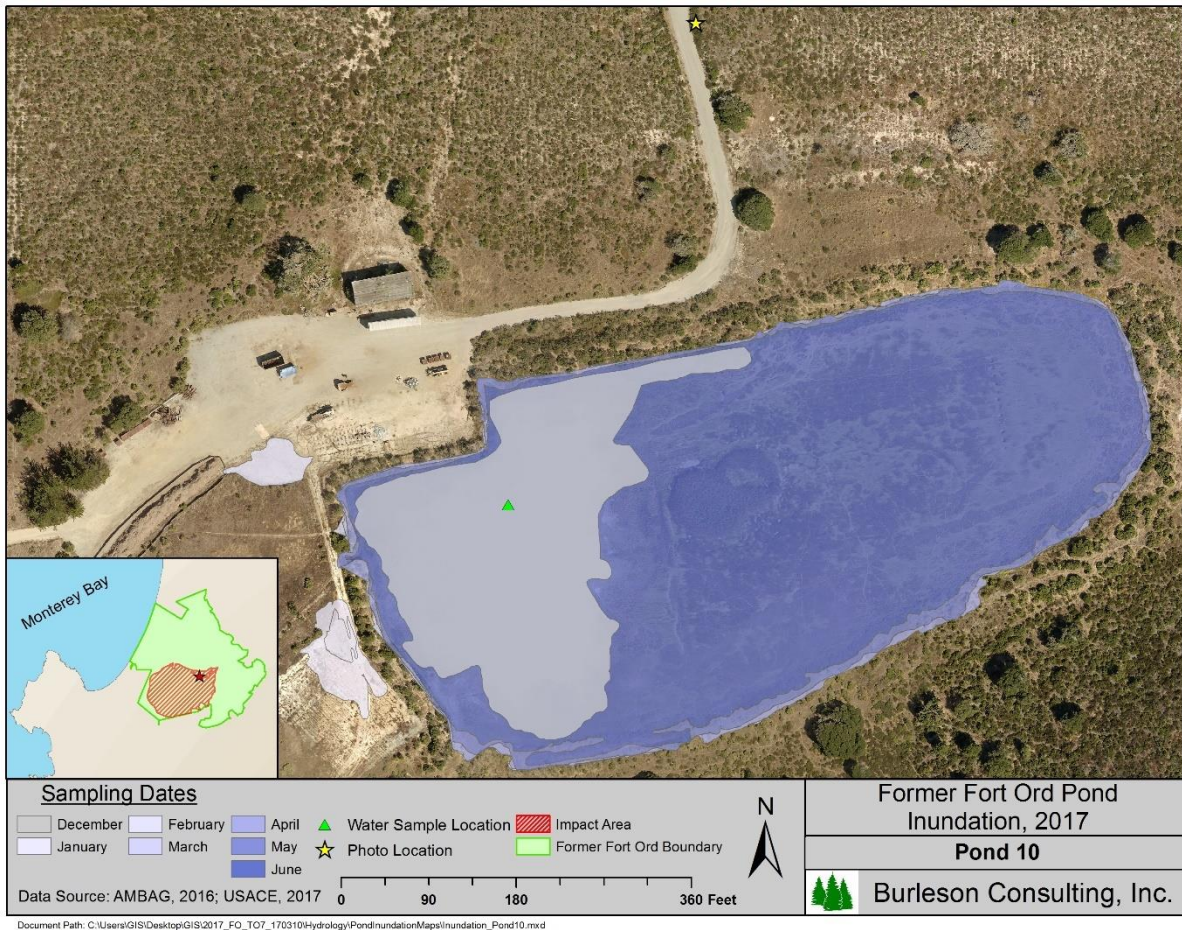 Monterey Bay
Sampling Dates
December
January
February
March
April
May
June
Water Sample Location
Photo Location
Impact Area
Former Fort Ord Boundary
N
Data Source: AMBAG, 2016; USACE, 2017
0 90 180 360 Feet
Former Fort Ord Pond
Inundation, 2017
Pond 10
Burleson Consulting, Inc.
Document Path: C:\Users\GIS\Desktop\GIS\2017_FO_TO7_170310\Hydrology\PondInundationMaps\Inundation_Pond10.mxd